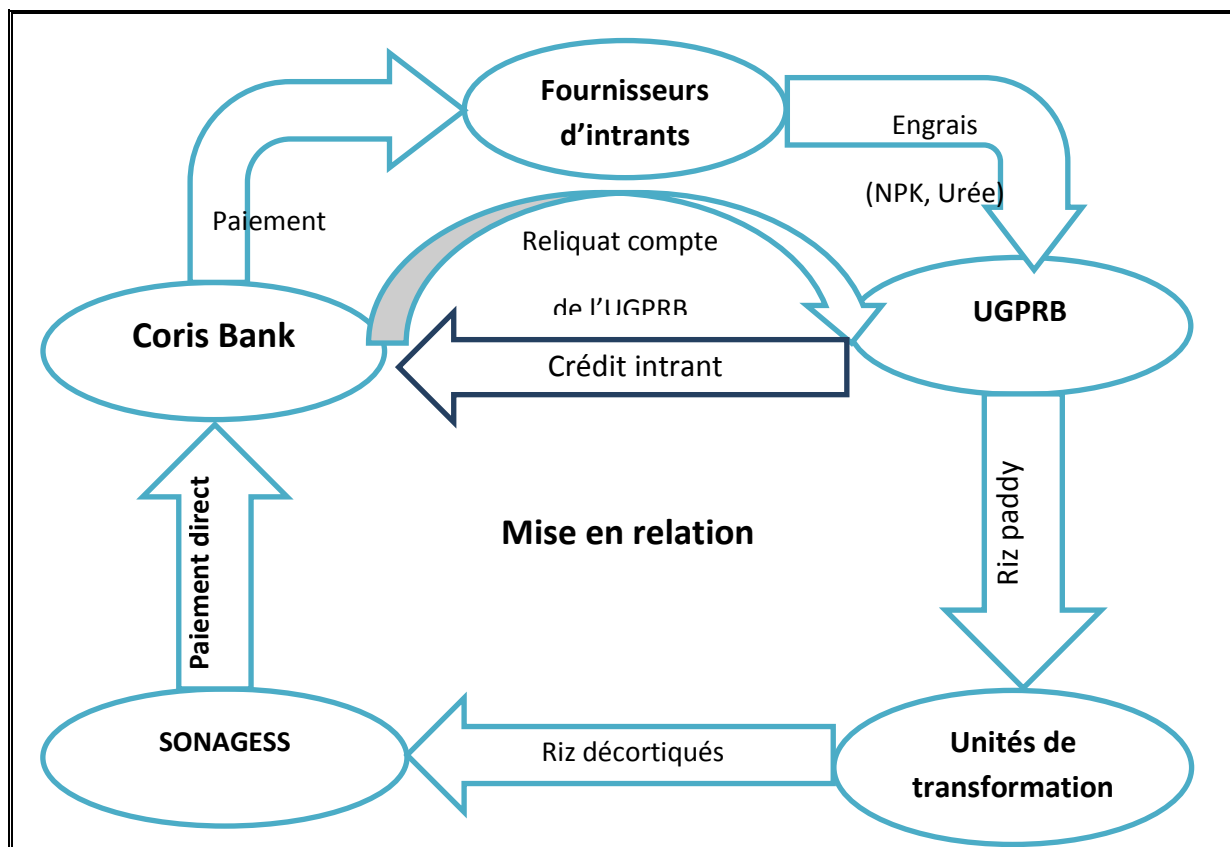 Fournisseurs
d’intrants
Engrais
(NPK, Urée)
Paiement
Reliquat compte
de l’UGPRB
Coris Bank
UGPRB
Crédit intrant
Paiement direct
Mise en relation
Riz paddy
SONAGESS
Riz décortiqués
Unités de
transformation